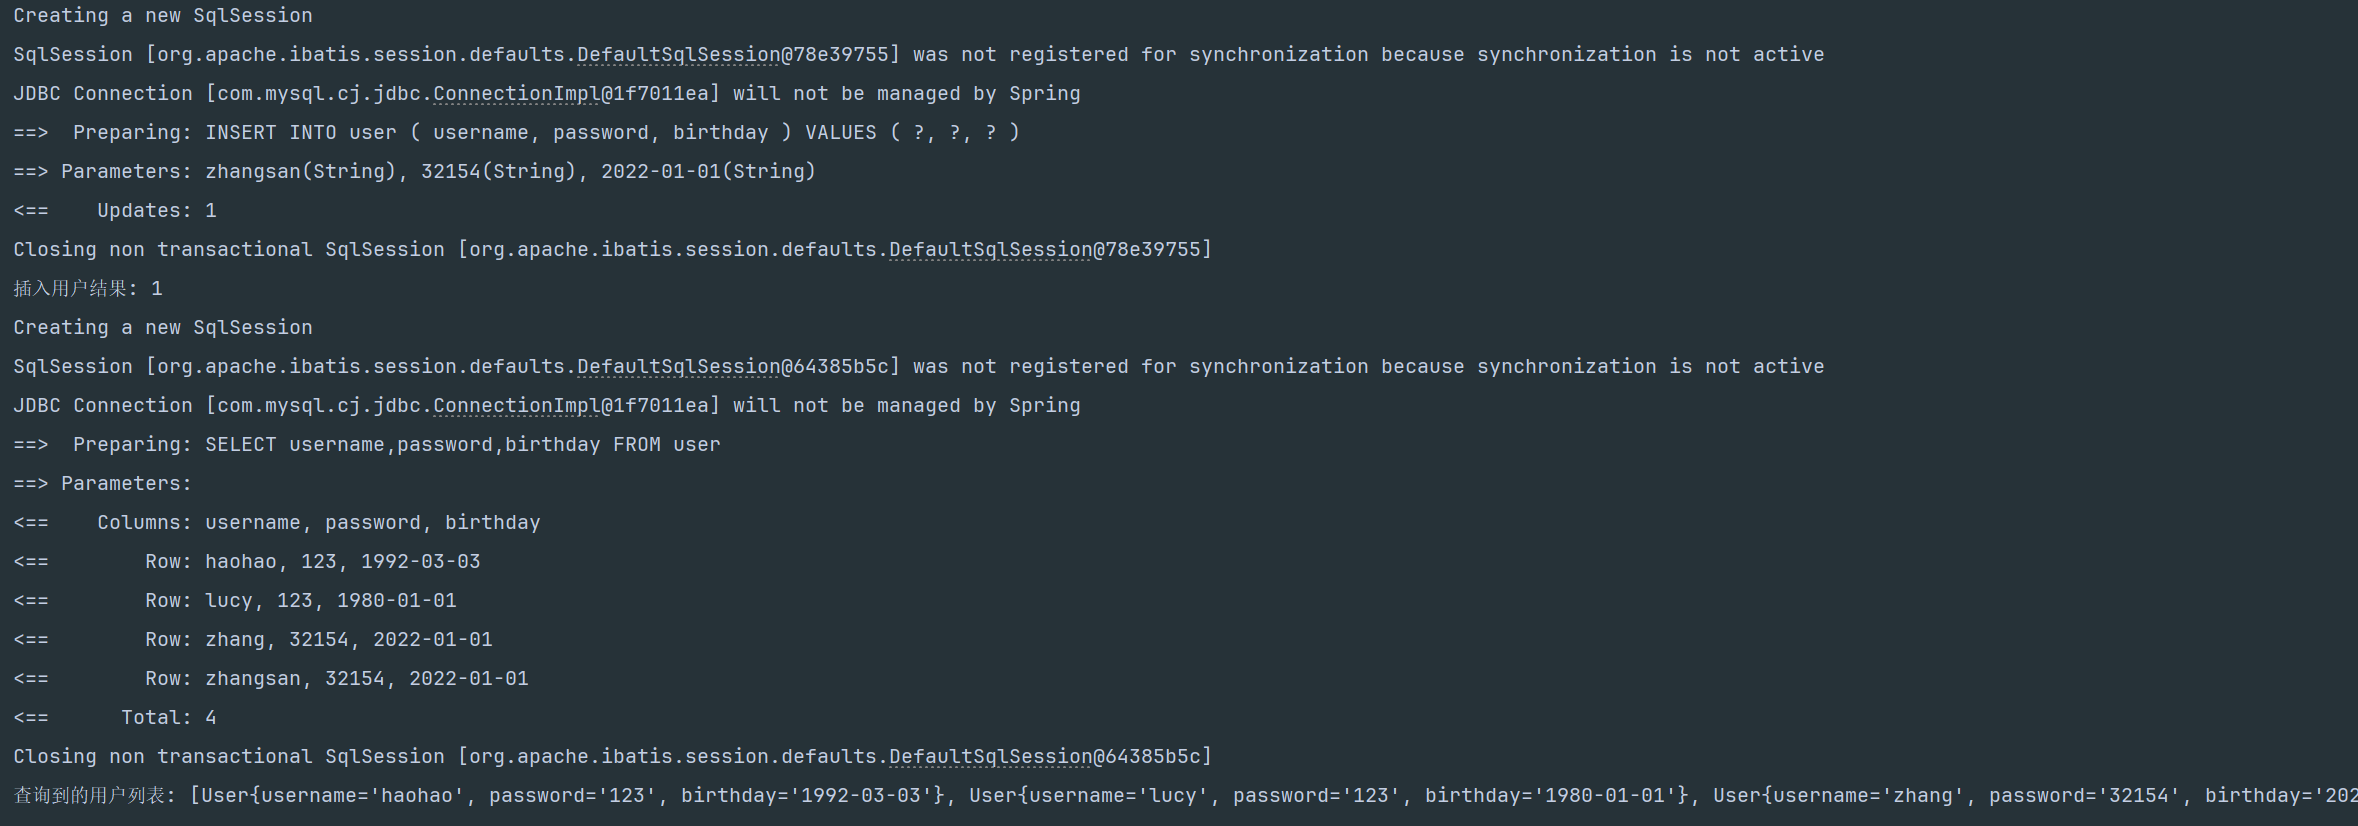 Creating a new SqlSession
SqlSession [org.apache.ibatis.session.defaults.DefaultSqlSession@78e39755] was not registered for synchronization because synchronization is not active
JDBC Connection [com.mysql.cj.jdbc.ConnectionImpl@1f7011ea] will not be managed by Spring
==>  Preparing: INSERT INTO user ( username, password, birthday ) VALUES ( ?, ?, ? )
==> Parameters: zhangsan(String), 32154(String), 2022-01-01(String)
<==    Updates: 1
Closing non transactional SqlSession [org.apache.ibatis.session.defaults.DefaultSqlSession@78e39755]
插入用户结果: 1
Creating a new SqlSession
SqlSession [org.apache.ibatis.session.defaults.DefaultSqlSession@64385b5c] was not registered for synchronization because synchronization is not active
JDBC Connection [com.mysql.cj.jdbc.ConnectionImpl@1f7011ea] will not be managed by Spring
==>  Preparing: SELECT username,password,birthday FROM user
==> Parameters:
<==    Columns: username, password, birthday
<==        Row: haohao, 123, 1992-03-03
<==        Row: lucy, 123, 1980-01-01
<==        Row: zhang, 32154, 2022-01-01
<==        Row: zhangsan, 32154, 2022-01-01
<==      Total: 4
Closing non transactional SqlSession [org.apache.ibatis.session.defaults.DefaultSqlSession@64385b5c]
查询到的用户列表: [User{username='haohao', password='123', birthday='1992-03-03'}, User{username='lucy', password='123', birthday='1980-01-01'}, User{username='zhang', password='32154', birthday='202